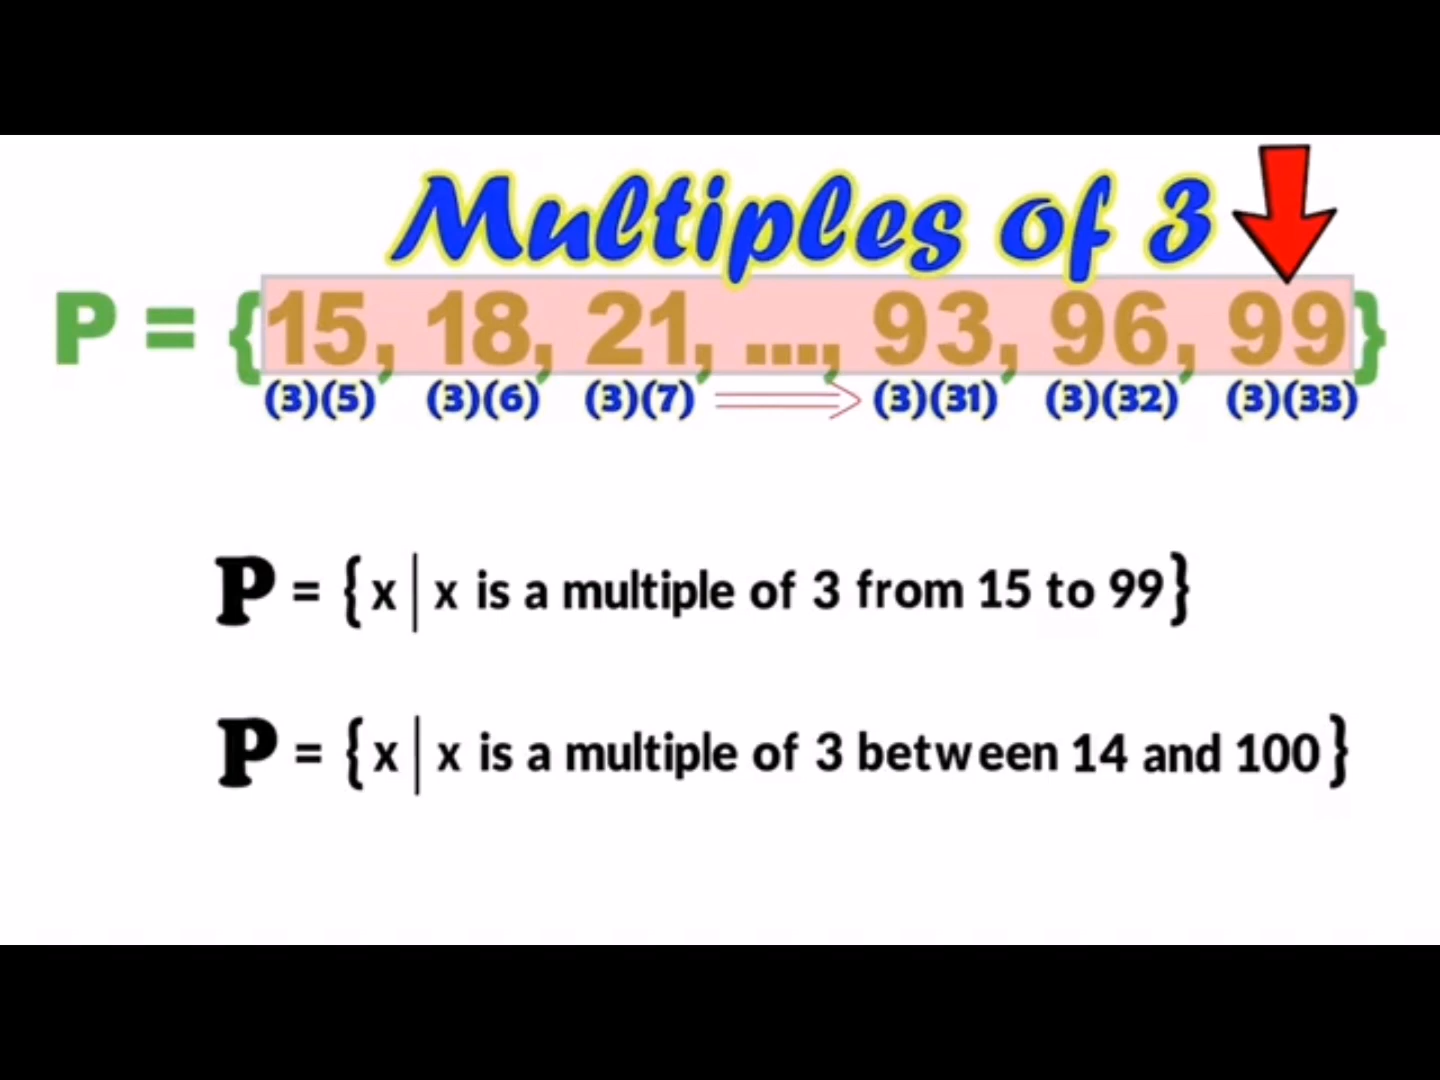 Multiples of 3
P = {15, 18, 21, ..., 93, 96, 99}
(3)(5) (3)(6) (3)(7) (3)(31) (3)(32) (3)(33)
P = {x | x is a multiple of 3 from 15 to 99}
P = {x | x is a multiple of 3 between 14 and 100}